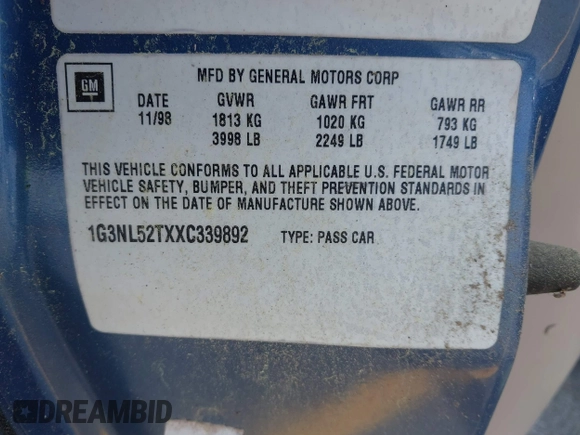 GM
MFD BY GENERAL MOTORS CORP
DATE GVWR GAWR FRT GAWR RR
11/98 1813 KG 1020 KG 793 KG
3998 LB 2249 LB 1749 LB
THIS VEHICLE CONFORMS TO ALL APPLICABLE U.S. FEDERAL MOTOR
VEHICLE SAFETY, BUMPER, AND THEFT PREVENTION STANDARDS IN
EFFECT ON THE DATE OF MANUFACTURE SHOWN ABOVE.
1G3NL52TXXC339892 TYPE: PASS CAR
DREAMBID